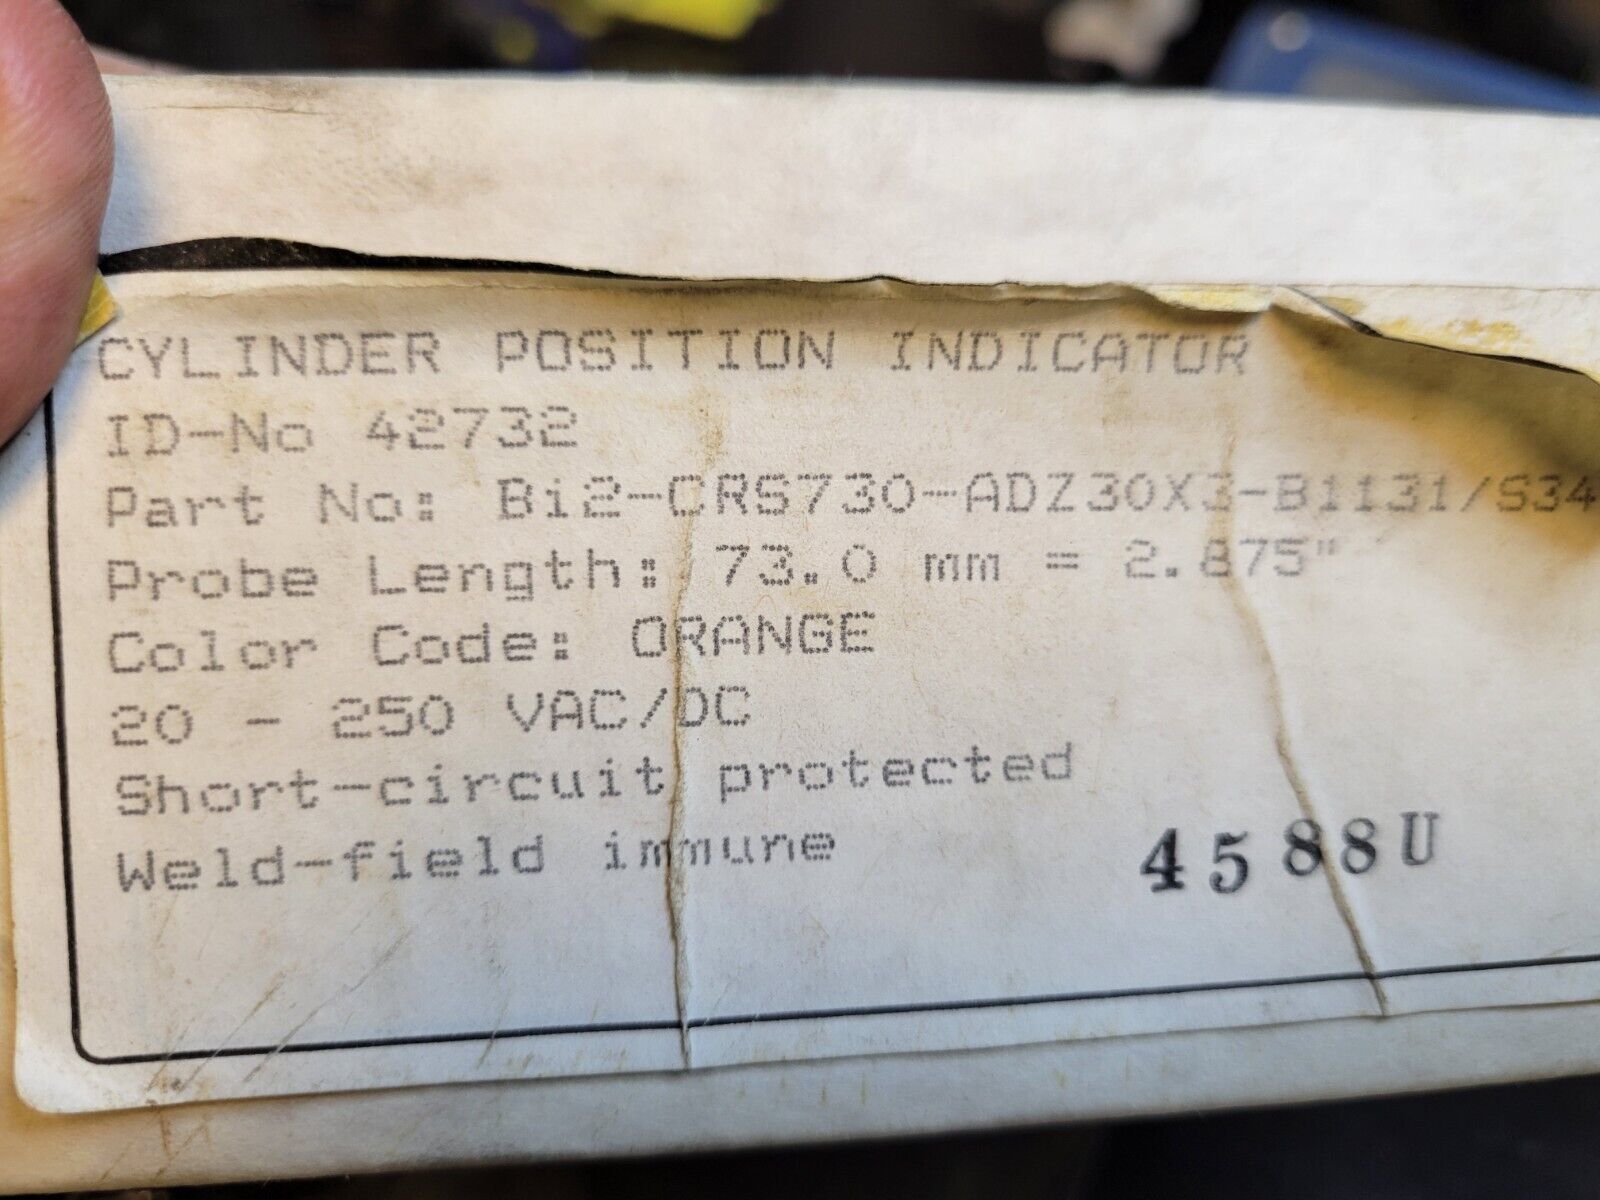 CYLINDER POSITION INDICATOR
ID-No 42732
Part No: Bi2-CRS730-ADZ30X3-B1131/S34
Probe Length: 73.0 mm = 2.875"
Color Code: ORANGE
20 - 250 VAC/DC
Short-circuit protected
Weld-field immune
4588U